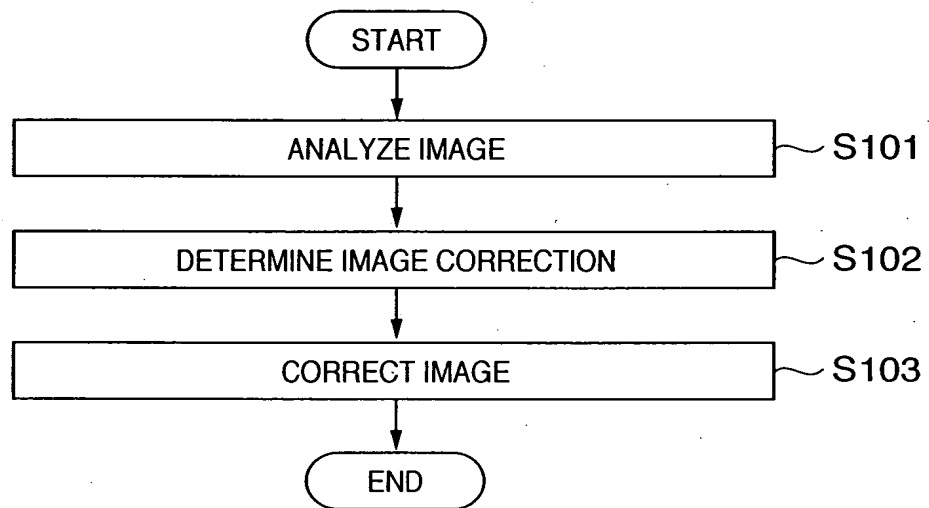 START
ANALYZE IMAGE S101
DETERMINE IMAGE CORRECTION S102
CORRECT IMAGE S103
END